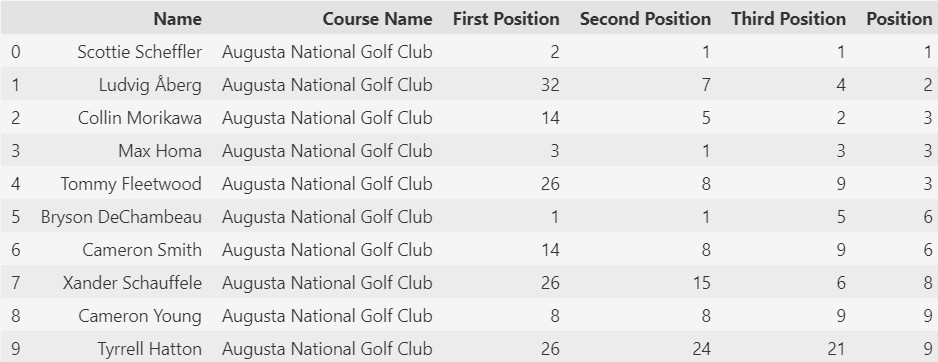 Name Course Name First Position Second Position Third Position Position
0 Scottie Scheffler Augusta National Golf Club 2 1 1 1
1 Ludvig Åberg Augusta National Golf Club 32 7 4 2
2 Collin Morikawa Augusta National Golf Club 14 5 2 3
3 Max Homa Augusta National Golf Club 3 1 3 3
4 Tommy Fleetwood Augusta National Golf Club 26 8 9 3
5 Bryson DeChambeau Augusta National Golf Club 1 1 5 6
6 Cameron Smith Augusta National Golf Club 14 8 9 6
7 Xander Schauffele Augusta National Golf Club 26 15 6 8
8 Cameron Young Augusta National Golf Club 8 8 9 9
9 Tyrrell Hatton Augusta National Golf Club 26 24 21 9